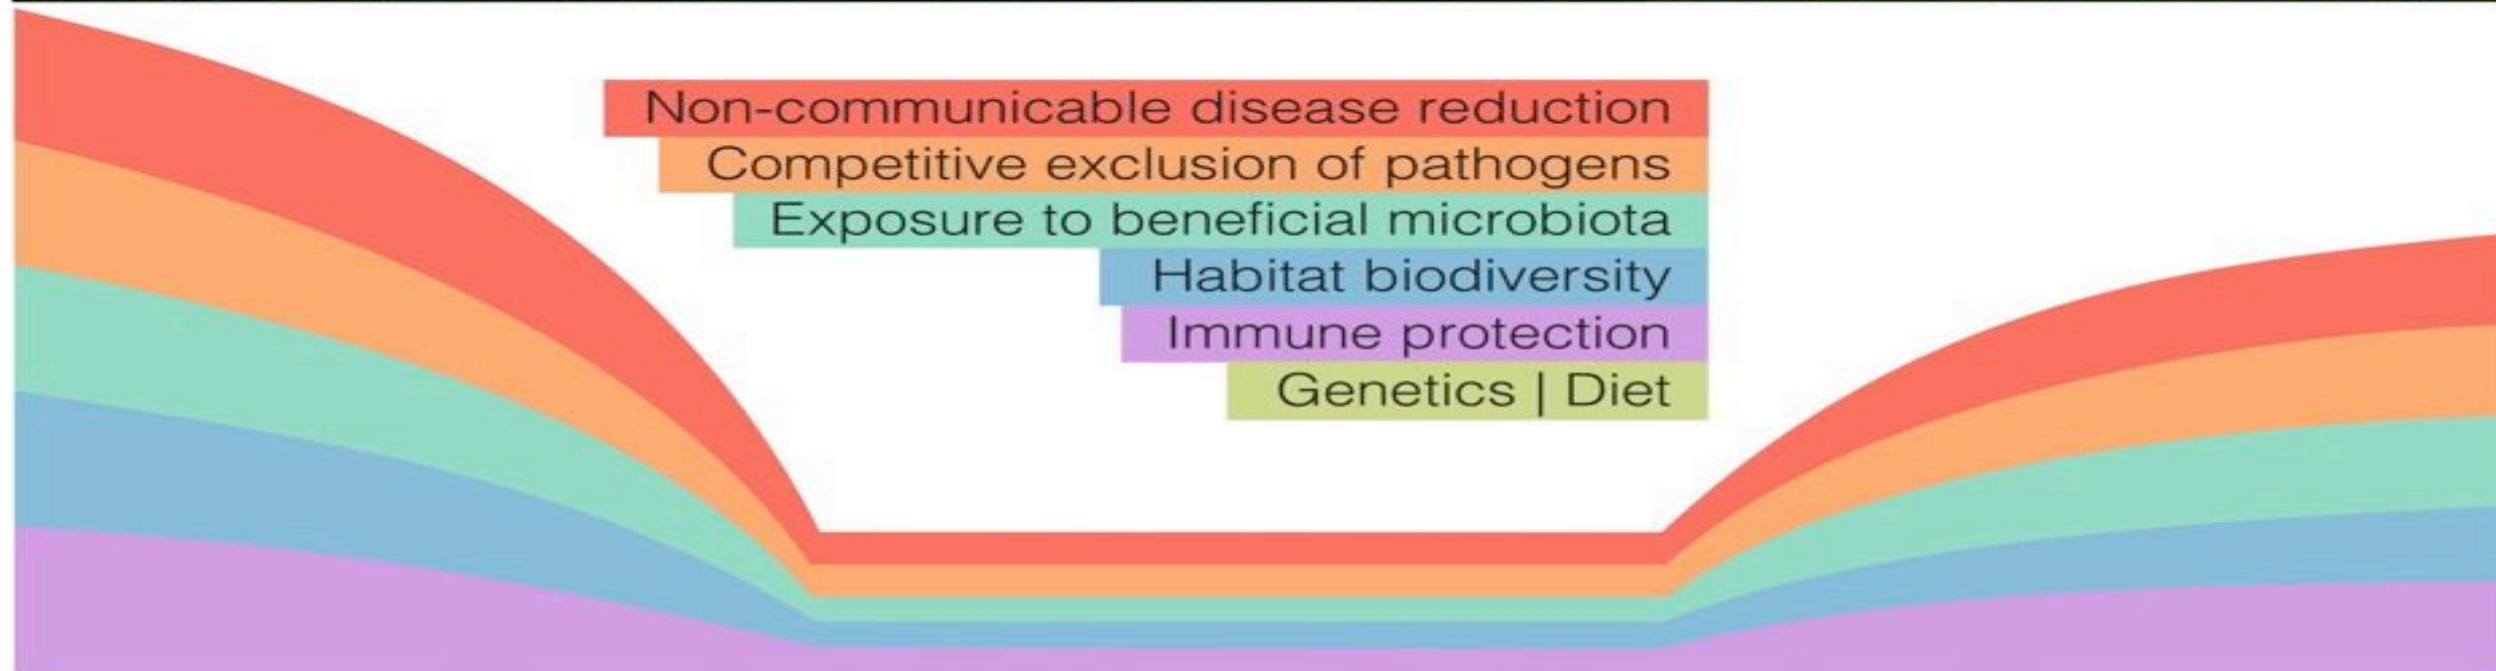 Non-communicable disease reduction
Competitive exclusion of pathogens
Exposure to beneficial microbiota
Habitat biodiversity
Immune protection
Genetics | Diet